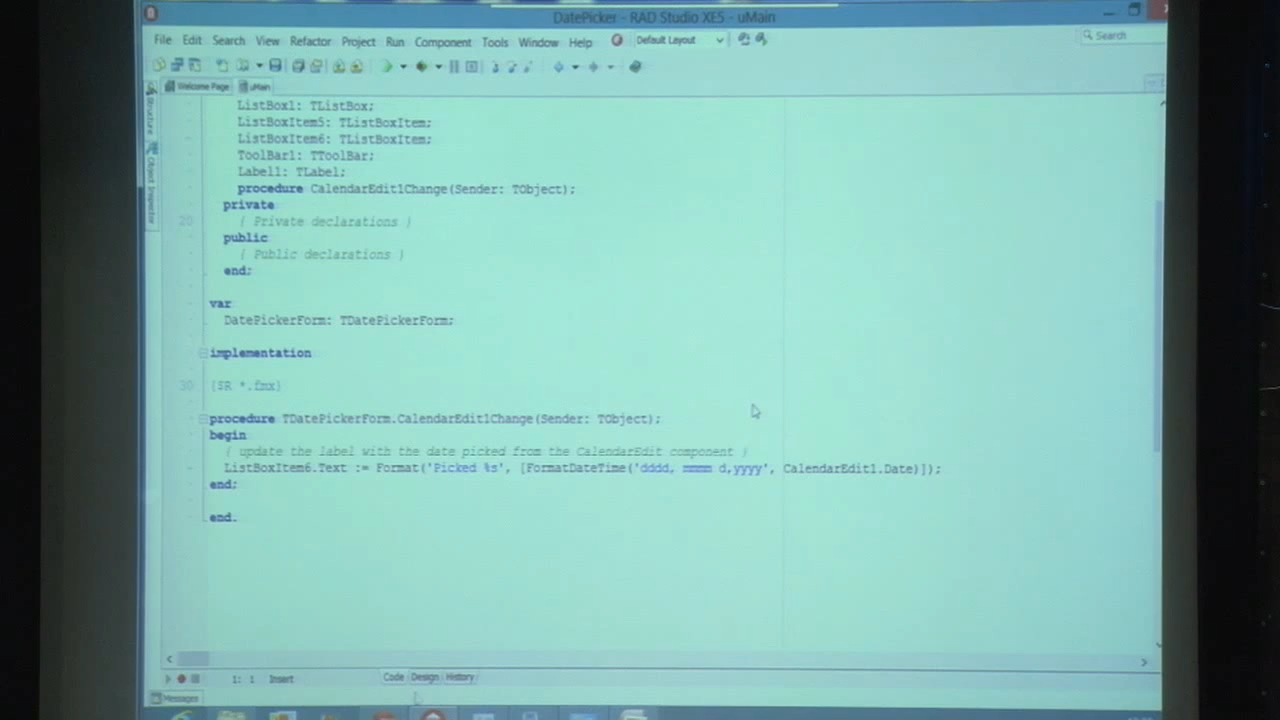 DatePicker - RAD Studio XE5 - uMain
File Edit Search View Refactor Project Run Component Tools Window Help Default Layout Search
Welcome Page uMain
Structure
Object Inspector
ListBox1: TListBox;
ListBoxItem5: TListBoxItem;
ListBoxItem6: TListBoxItem;
ToolBar1: TToolBar;
Label1: TLabel;
procedure CalendarEdit1Change(Sender: TObject);
private
20 { Private declarations }
public
{ Public declarations }
end;
var
DatePickerForm: TDatePickerForm;
implementation
30 {$R *.fmx}
procedure TDatePickerForm.CalendarEdit1Change(Sender: TObject);
begin
{ update the label with the date picked from the CalendarEdit component }
ListBoxItem6.Text := Format('Picked %s', [FormatDateTime('dddd, mmmm d,yyyy', CalendarEdit1.Date)]);
end;
end.
1: 1 Insert Code Design History
Messages